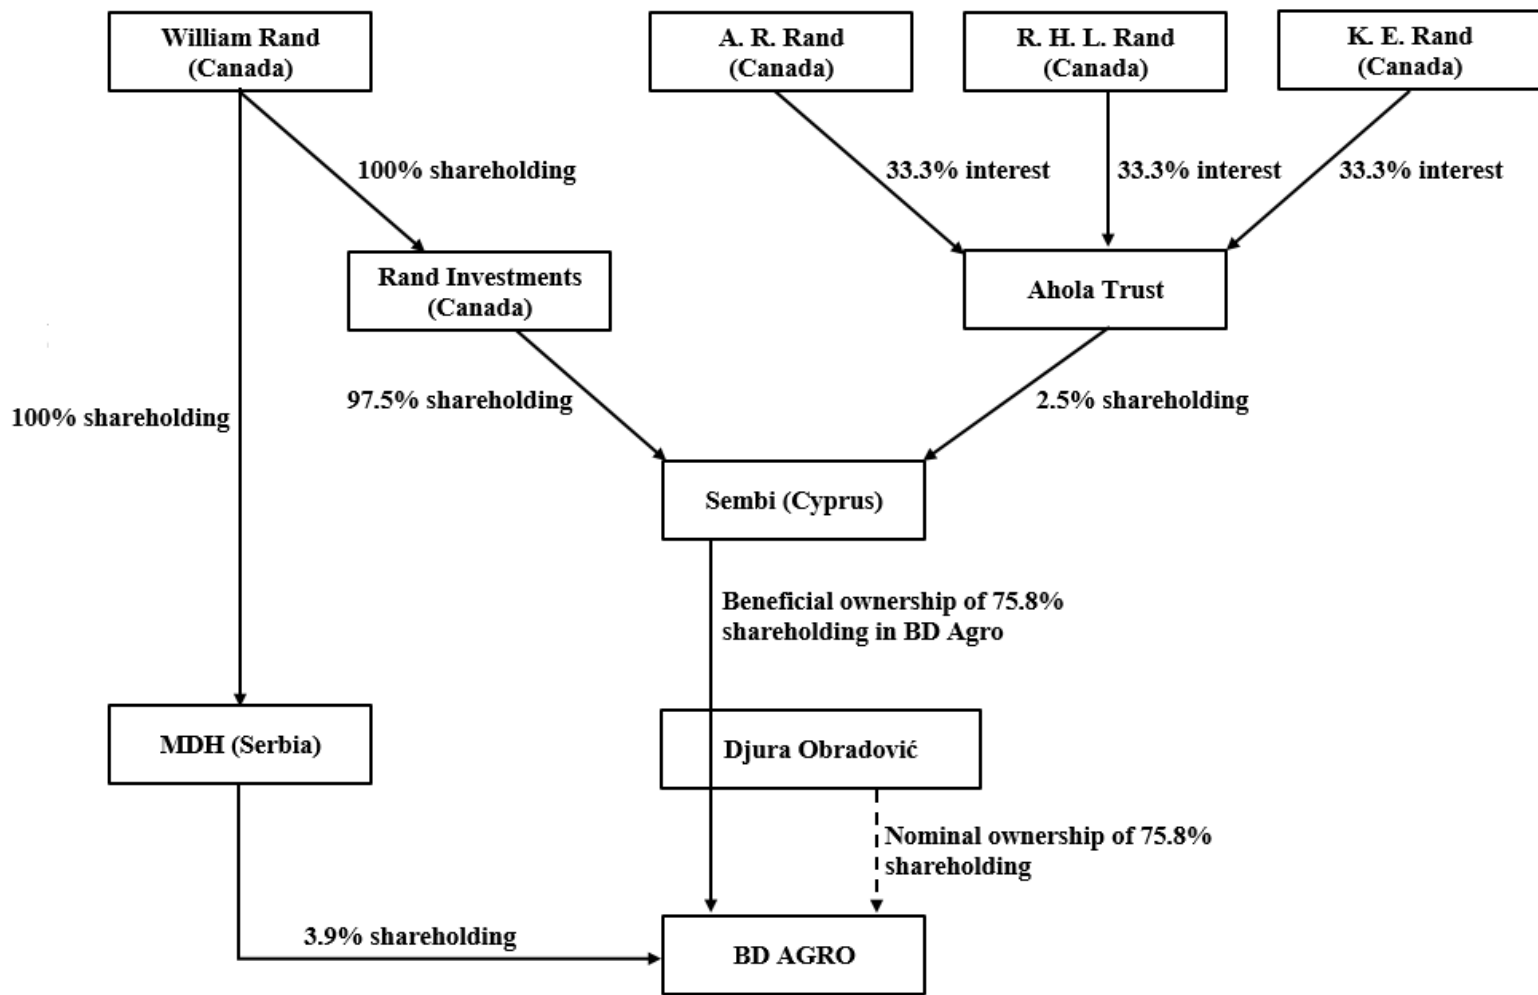 William Rand
(Canada)
A. R. Rand
(Canada)
R. H. L. Rand
(Canada)
K. E. Rand
(Canada)
100% shareholding
33.3% interest
33.3% interest
33.3% interest
Rand Investments
(Canada)
Ahola Trust
100% shareholding
97.5% shareholding
2.5% shareholding
Sembi (Cyprus)
Beneficial ownership of 75.8%
shareholding in BD Agro
MDH (Serbia)
Djura Obradović
Nominal ownership of 75.8%
shareholding
3.9% shareholding
BD AGRO